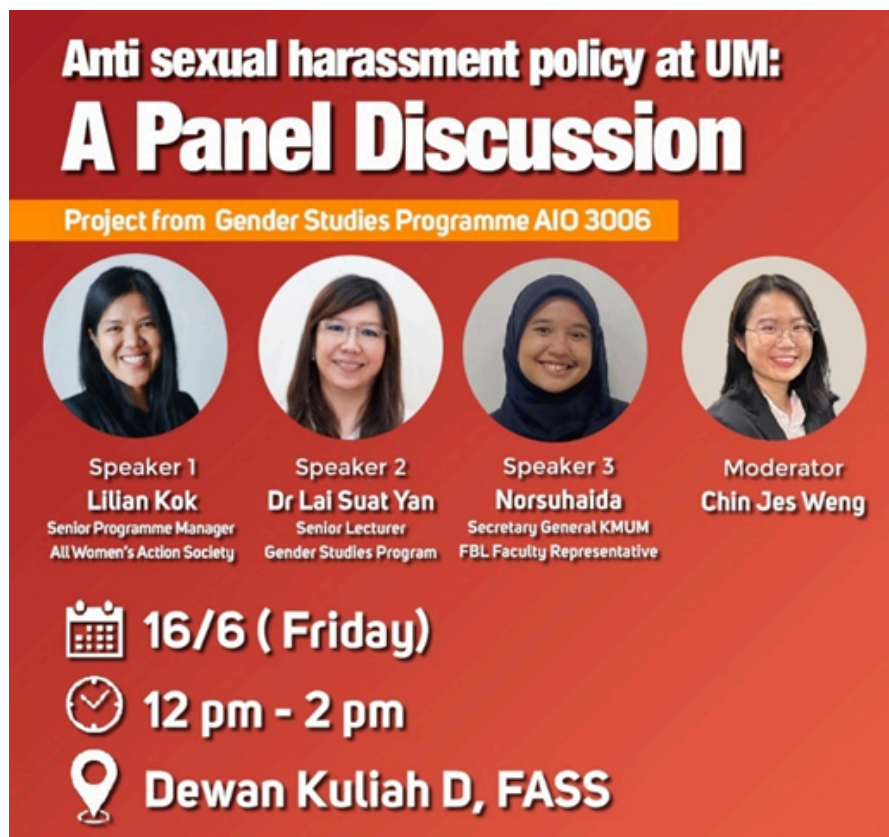 Anti sexual harassment policy at UM:
A Panel Discussion
Project from Gender Studies Programme AIO 3006
Speaker 1
Lilian Kok
Senior Programme Manager
All Women's Action Society
Speaker 2
Dr Lai Suat Yan
Senior Lecturer
Gender Studies Program
Speaker 3
Norsuhaida
Secretary General KMUM
FBL Faculty Representative
Moderator
Chin Jes Weng
16/6 ( Friday)
12 pm - 2 pm
Dewan Kuliah D, FASS